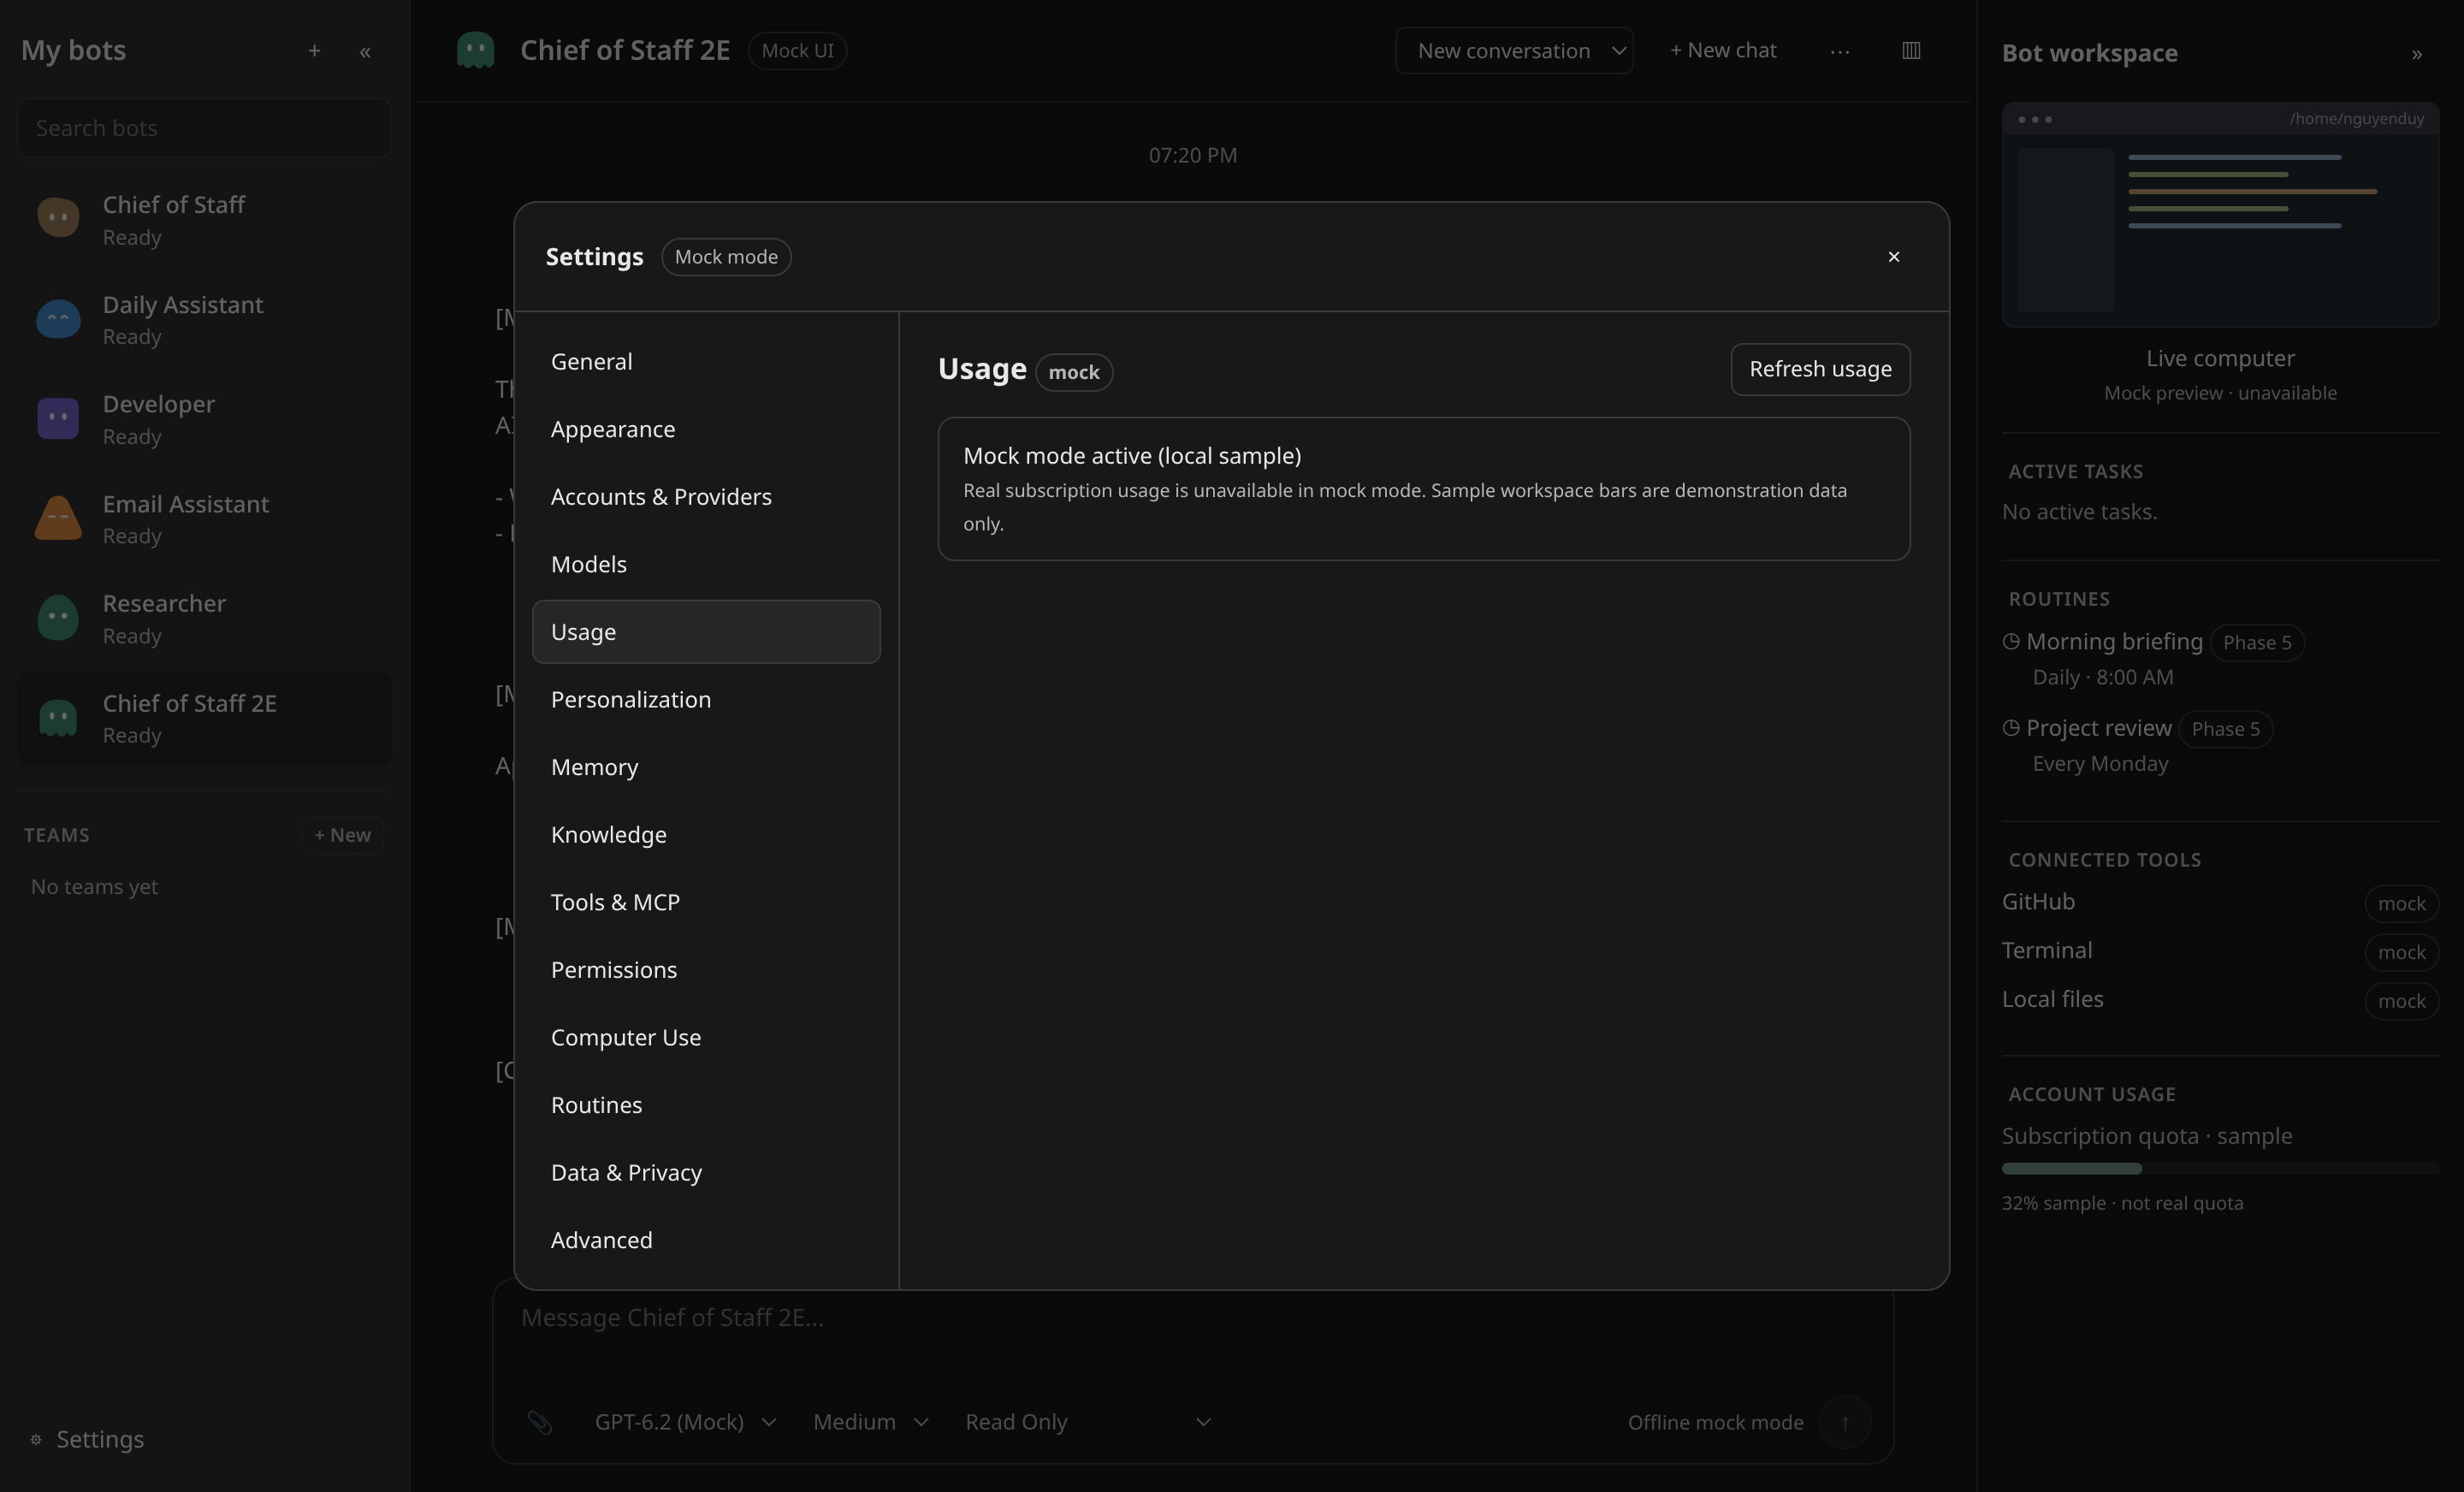 My bots
+
«
Search bots
Chief of Staff
Ready
Daily Assistant
Ready
Developer
Ready
Email Assistant
Ready
Researcher
Ready
Chief of Staff 2E
Ready
TEAMS
+ New
No teams yet
Settings
Chief of Staff 2E
Mock UI
New conversation
+ New chat
...
07:20 PM
Settings
Mock mode
×
General
Appearance
Accounts & Providers
Models
Usage
Personalization
Memory
Knowledge
Tools & MCP
Permissions
Computer Use
Routines
Data & Privacy
Advanced
Usage
mock
Refresh usage
Mock mode active (local sample)
Real subscription usage is unavailable in mock mode. Sample workspace bars are demonstration data
only.
Message Chief of Staff 2E...
GPT-6.2 (Mock)
Medium
Read Only
Offline mock mode
↑
Bot workspace
»
/home/nguyenduy
Live computer
Mock preview · unavailable
ACTIVE TASKS
No active tasks.
ROUTINES
Morning briefing
Phase 5
Daily · 8:00 AM
Project review
Phase 5
Every Monday
CONNECTED TOOLS
GitHub
mock
Terminal
mock
Local files
mock
ACCOUNT USAGE
Subscription quota · sample
32% sample · not real quota